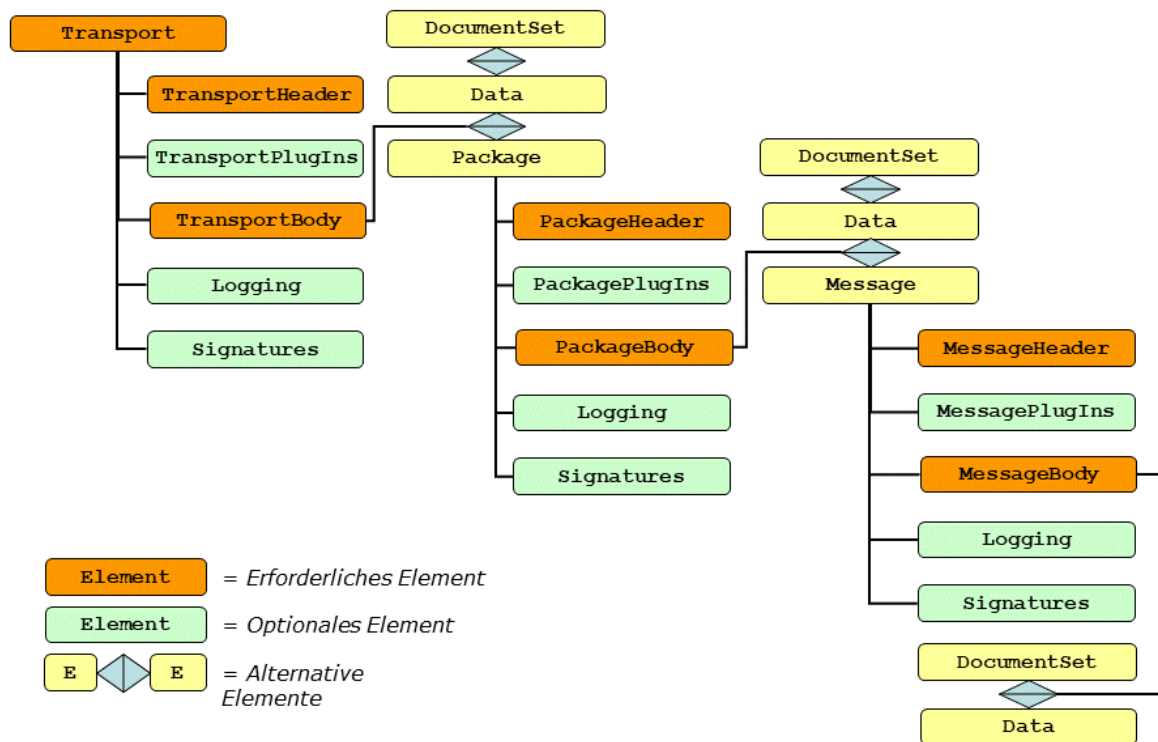 Transport
TransportHeader
TransportPlugIns
TransportBody
Logging
Signatures
DocumentSet
Data
Package
PackageHeader
PackagePlugIns
PackageBody
Logging
Signatures
DocumentSet
Data
Message
MessageHeader
MessagePlugIns
MessageBody
Logging
Signatures
DocumentSet
Data
Element = Erforderliches Element
Element = Optionales Element
E E = Alternative
Elemente